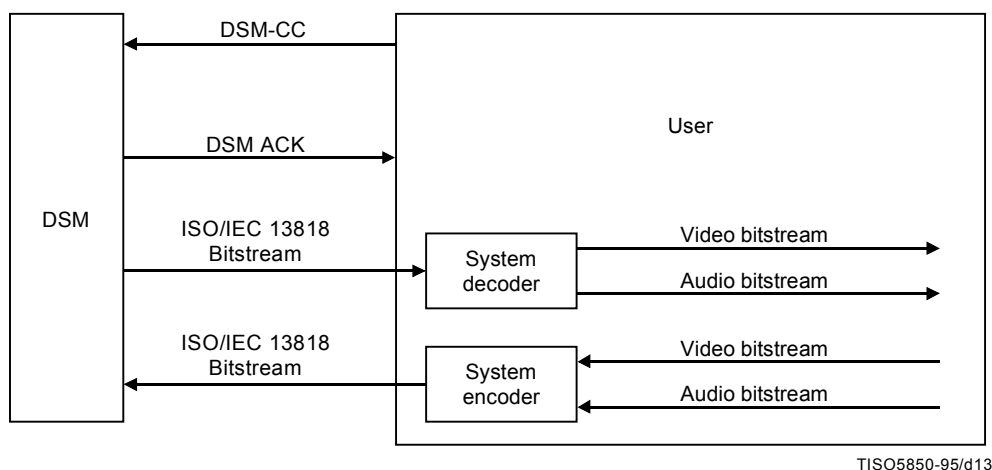 DSM-CC
User
DSM ACK
DSM
ISO/IEC 13818
Bitstream
System
decoder
Video bitstream
Audio bitstream
ISO/IEC 13818
Bitstream
System
encoder
Video bitstream
Audio bitstream
TISO5850-95/d13